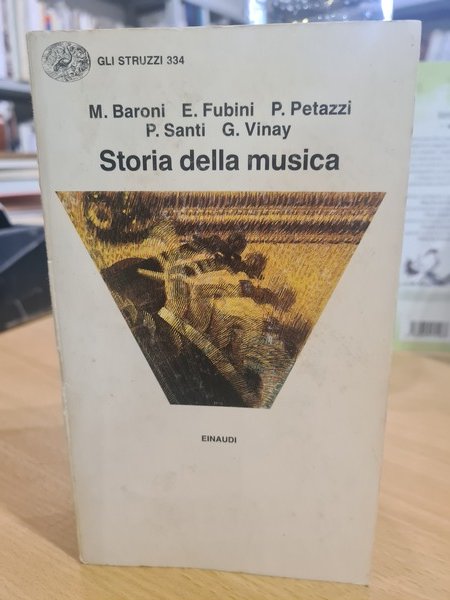 GLI STRUZZI 334
M. Baroni E. Fubini P. Petazzi
P. Santi G. Vinay
Storia della musica
EINAUDI